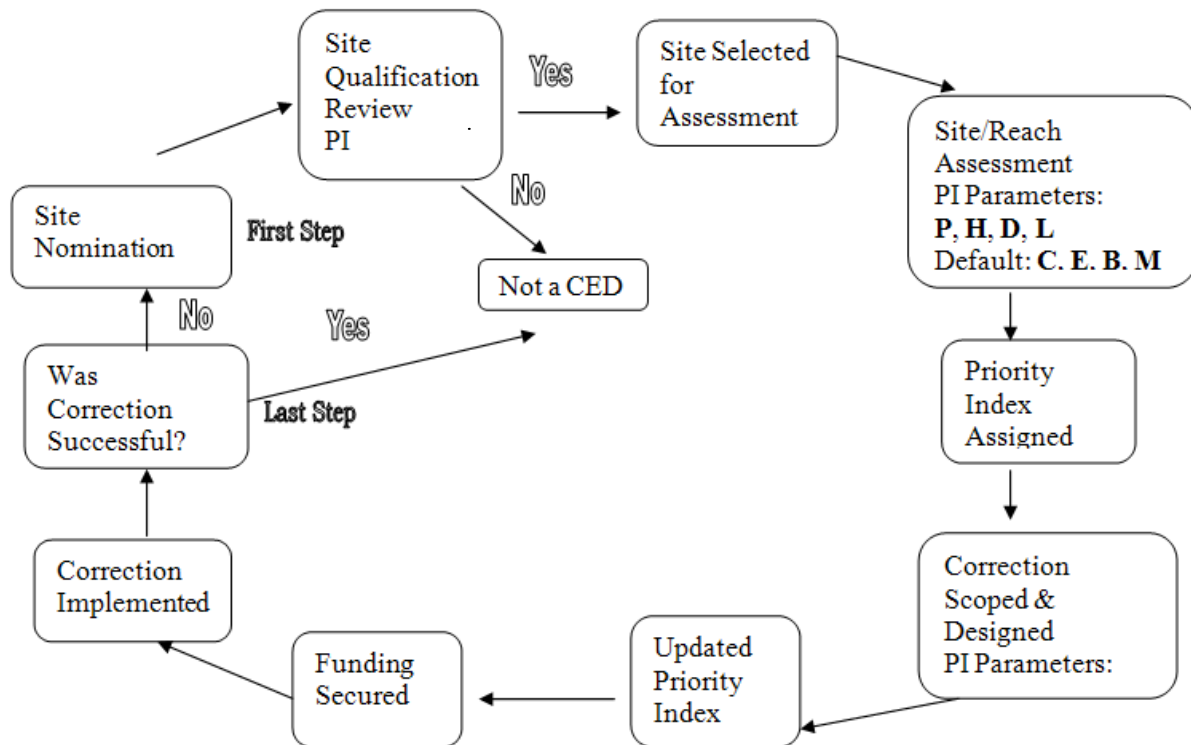 Site
Qualification
Review
PI
Yes
Site Selected
for
Assessment
Site/Reach
Assessment
PI Parameters:
P, H, D, L
Default: C. E. B. M
No
Site
Nomination
First Step
Not a CED
No
Yes
Was
Correction
Successful?
Last Step
Priority
Index
Assigned
Correction
Scoped &
Designed
PI Parameters:
Correction
Implemented
Funding
Secured
Updated
Priority
Index